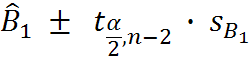 B̂₁ ± t_{α/2, n−2} · s_{B₁}